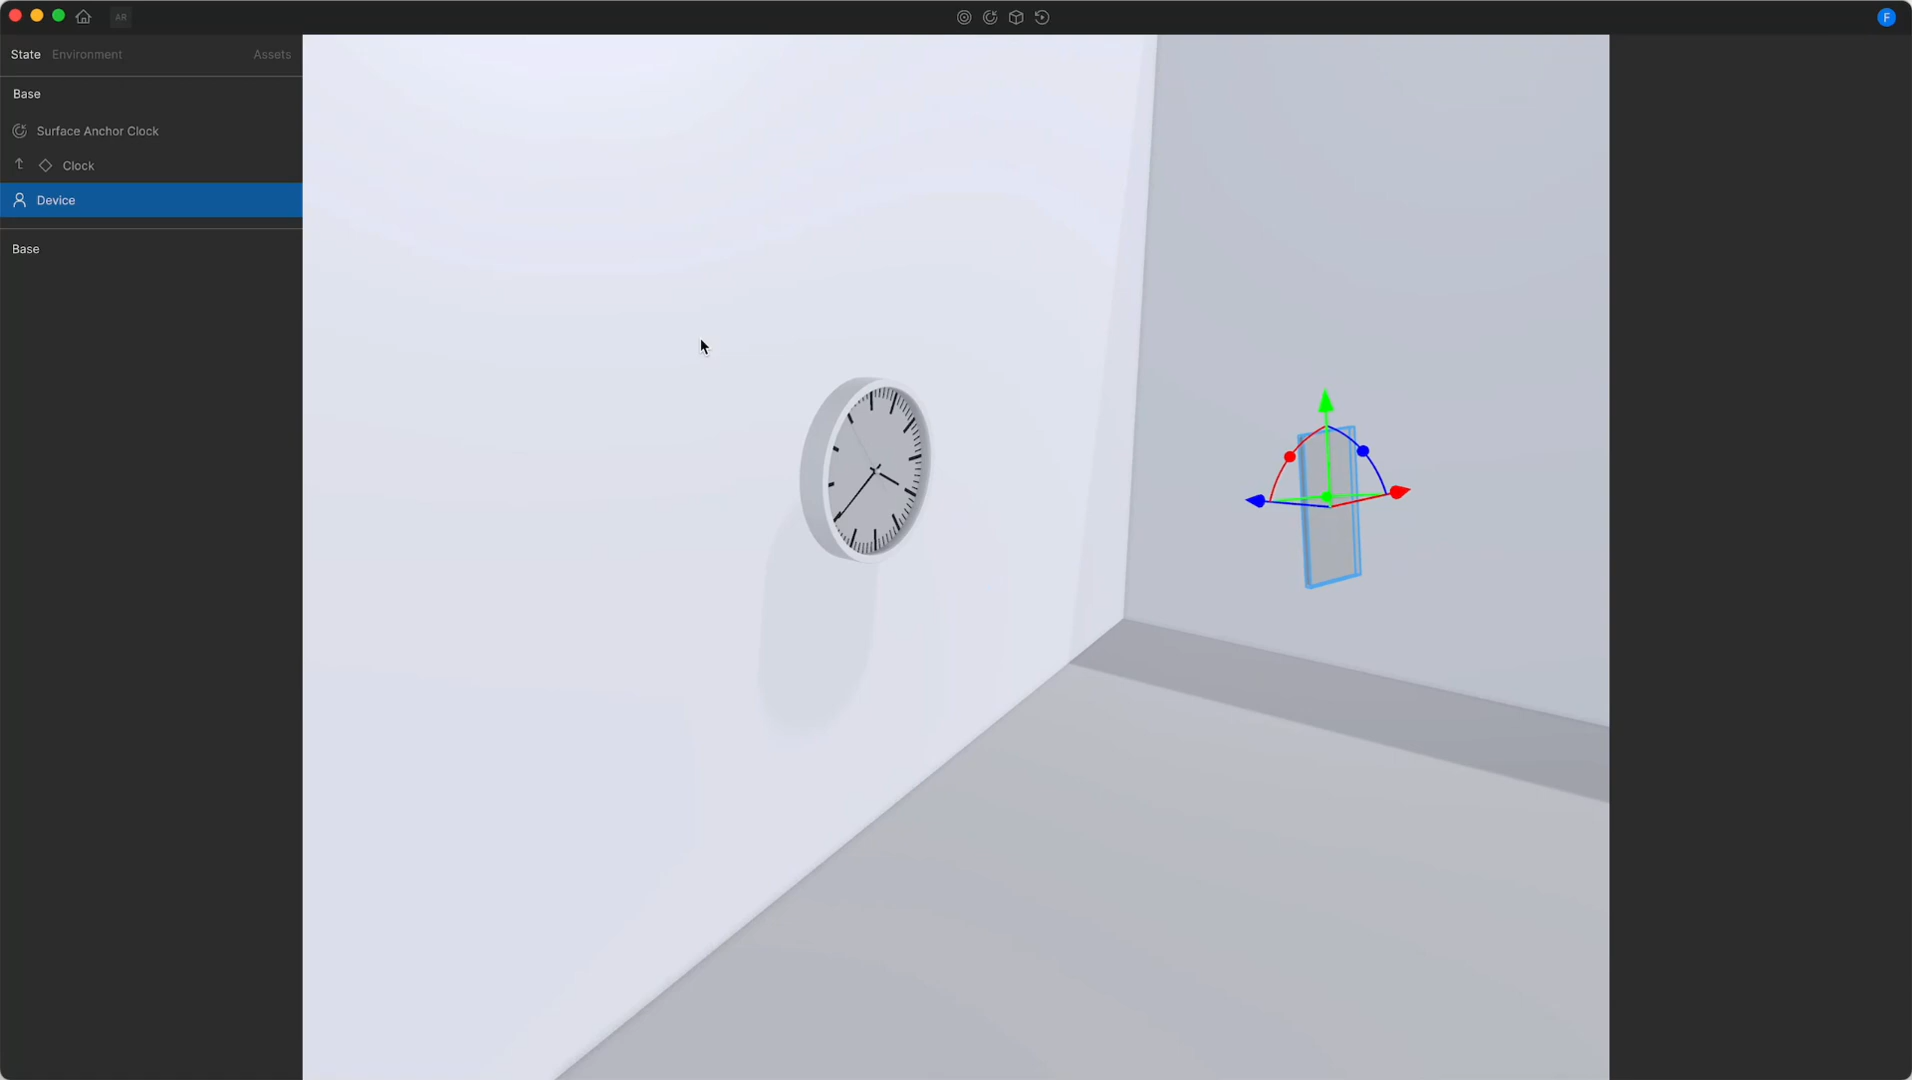 AR
F
State Environment Assets
Base
Surface Anchor Clock
Clock
Device
Base